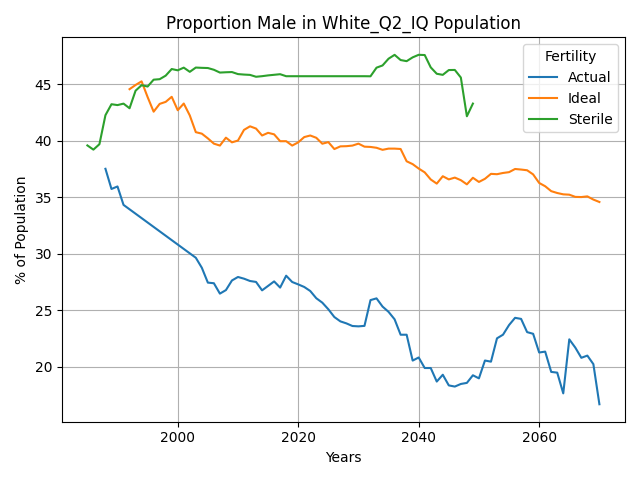 Proportion Male in White_Q2_IQ Population
Fertility
Actual
Ideal
Sterile
% of Population
45
40
35
30
25
20
2000
2020
2040
2060
Years